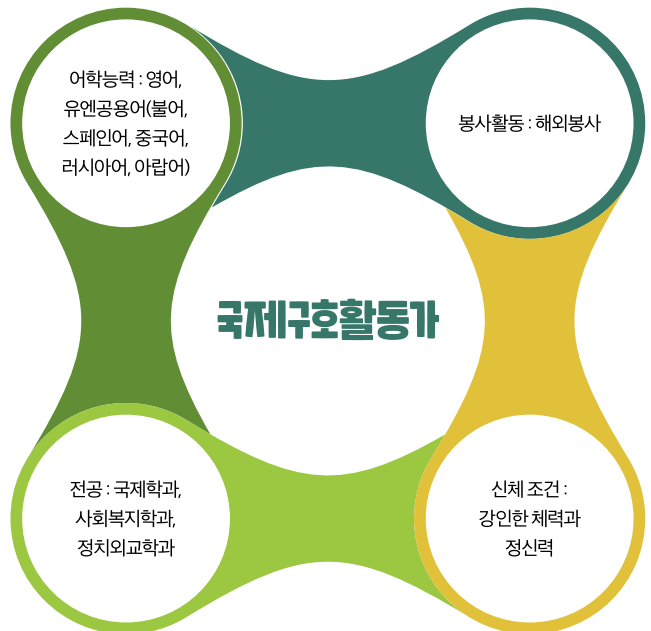 어학능력 : 영어,
유엔공용어(불어,
스페인어, 중국어,
러시아어, 아랍어)
봉사활동 : 해외봉사
국제구호활동가
전공 : 국제학과,
사회복지학과,
정치외교학과
신체 조건 :
강인한 체력과
정신력